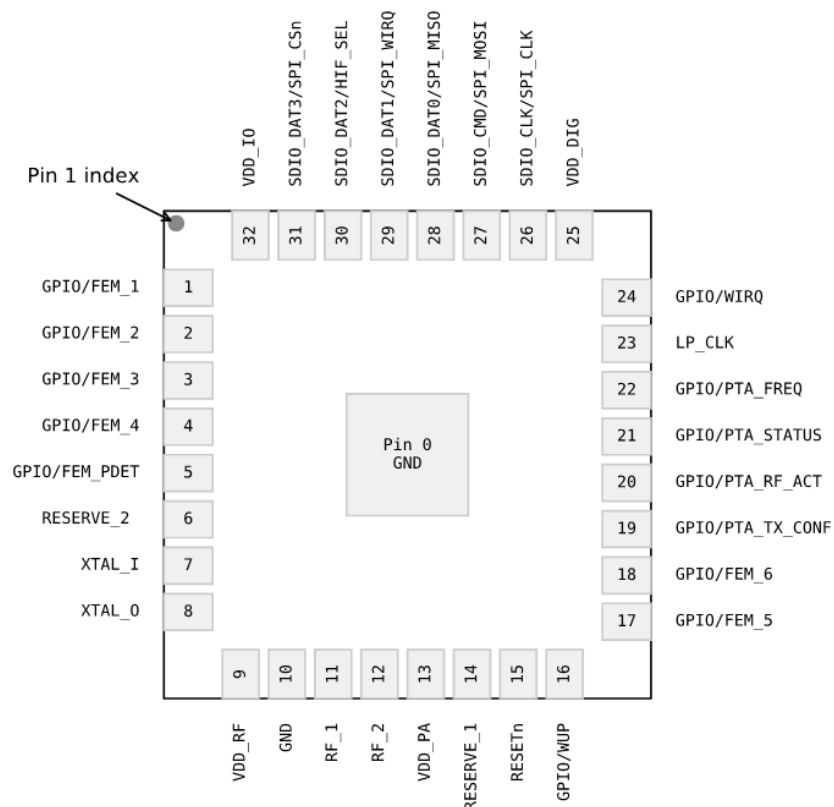 SDIO_DAT3/SPI_CSn
SDIO_DAT2/HIF_SEL
SDIO_DAT1/SPI_WIRQ
SDIO_DAT0/SPI_MISO
SDIO_CMD/SPI_MOSI
SDIO_CLK/SPI_CLK
VDD_IO
VDD_DIG
Pin 1 index
32
31
30
29
28
27
26
25
GPIO/FEM_1
1
GPIO/FEM_2
2
GPIO/FEM_3
3
GPIO/FEM_4
4
GPIO/FEM_PDET
5
RESERVE_2
6
XTAL_I
7
XTAL_O
8
Pin 0
GND
24
GPIO/WIRQ
23
LP_CLK
22
GPIO/PTA_FREQ
21
GPIO/PTA_STATUS
20
GPIO/PTA_RF_ACT
19
GPIO/PTA_TX_CONF
18
GPIO/FEM_6
17
GPIO/FEM_5
9
10
11
12
13
14
15
16
VDD_RF
GND
RF_1
RF_2
VDD_PA
RESERVE_1
RESETn
GPIO/WUP